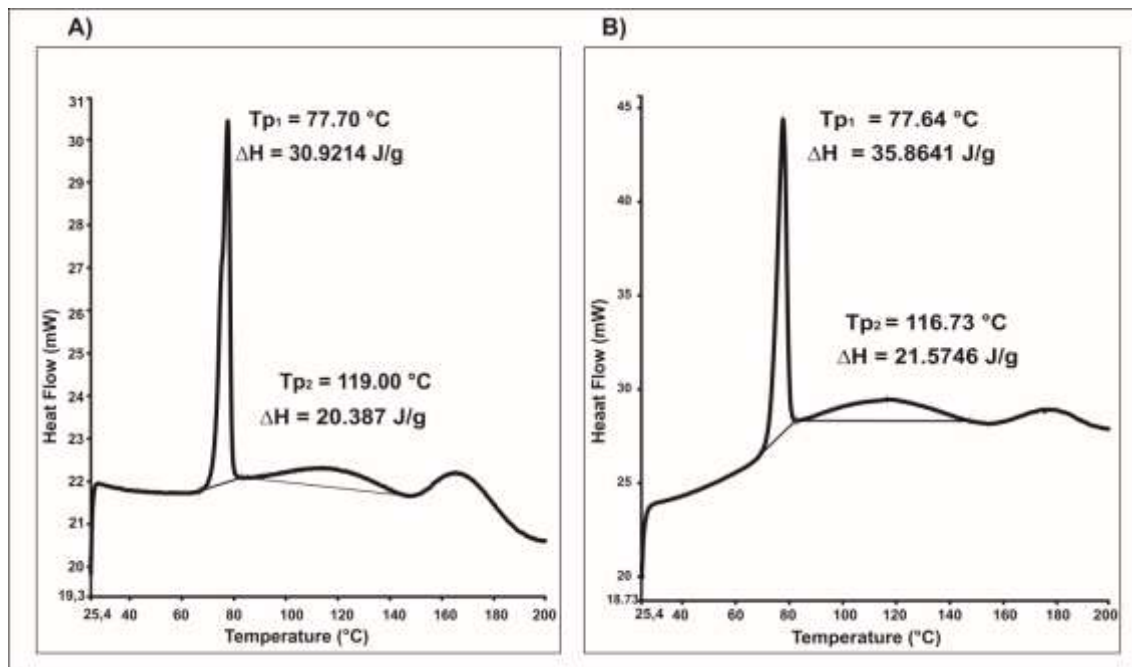 A)
31
30
29
28
27
26
25
24
23
22
21
20
19,3
Heat Flow (mW)
Tp1 = 77.70 °C
ΔH = 30.9214 J/g
Tp2 = 119.00 °C
ΔH = 20.387 J/g
25,4 40 60 80 100 120 140 160 180 200
Temperature (°C)
B)
45
40
35
30
25
20
18.73
Heaat Flow (mW)
Tp1 = 77.64 °C
ΔH = 35.8641 J/g
Tp2 = 116.73 °C
ΔH = 21.5746 J/g
25,4 40 60 80 100 120 140 160 180 200
Temperature (°C)